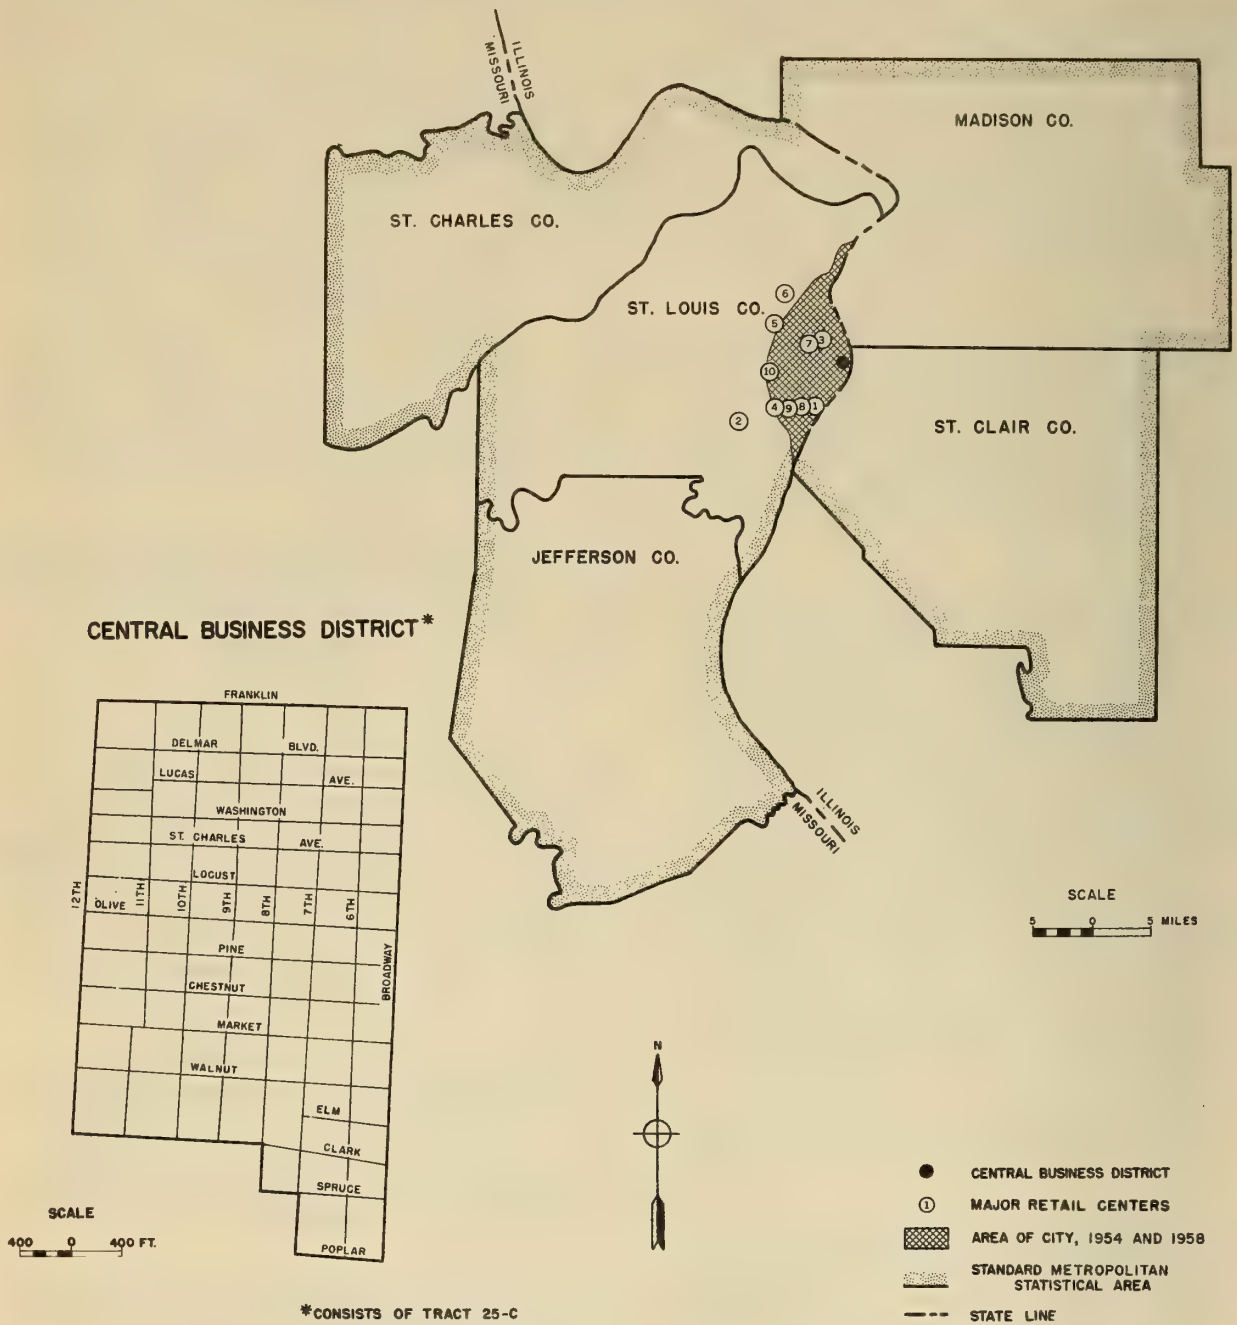 ILLINOIS
MISSOURI
MADISON CO.
ST. CHARLES CO.
ST. LOUIS CO.
6
5
7
3
10
4
9
8
1
2
ST. CLAIR CO.
JEFFERSON CO.
ILLINOIS
MISSOURI
CENTRAL BUSINESS DISTRICT*
FRANKLIN
DELMAR BLVD.
LUCAS AVE.
WASHINGTON
ST. CHARLES AVE.
LOCUST
12TH
OLIVE
11TH
10TH
9TH
8TH
7TH
6TH
BROADWAY
PINE
CHESTNUT
MARKET
WALNUT
ELM
CLARK
SPRUCE
POPLAR
SCALE
400 0 400 FT.
*CONSISTS OF TRACT 25-C
N
SCALE
5 0 5 MILES
CENTRAL BUSINESS DISTRICT
1 MAJOR RETAIL CENTERS
AREA OF CITY, 1954 AND 1958
STANDARD METROPOLITAN
STATISTICAL AREA
STATE LINE